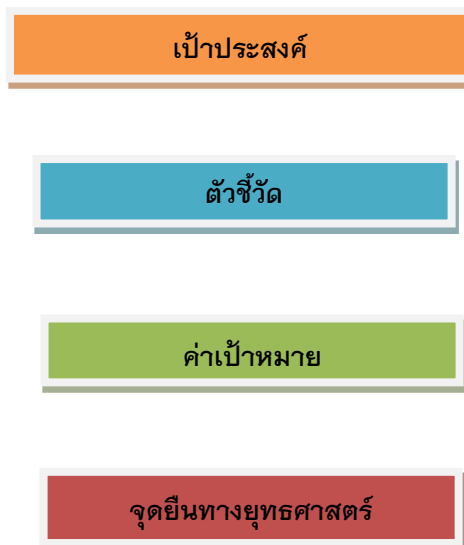 เป้าประสงค์
ตัวชี้วัด
ค่าเป้าหมาย
จุดยืนทางยุทธศาสตร์